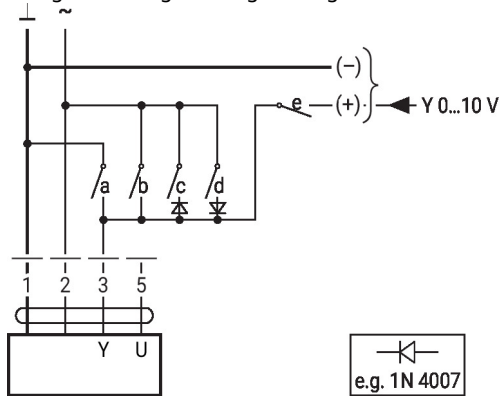 ⊥ ~
(–)
e (+) Y 0...10 V
a b c d
1 2 3 5
Y U
e.g. 1N 4007